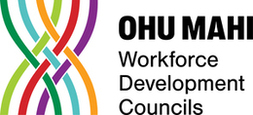 OHU MAHI
Workforce
Development
Councils